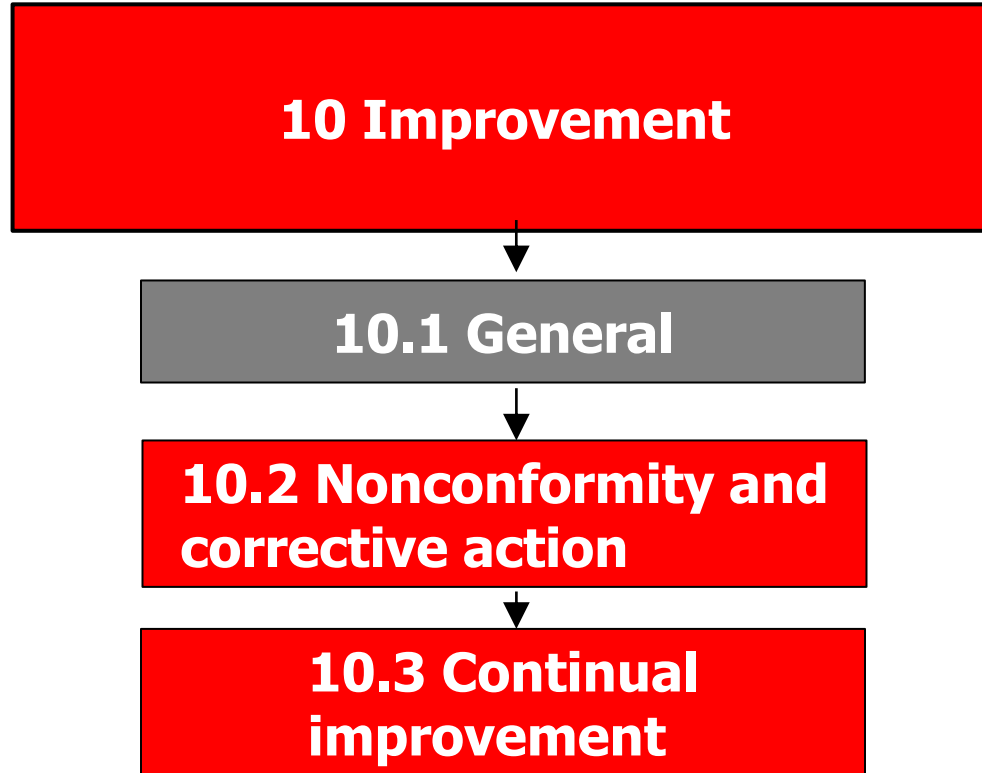 10 Improvement
10.1 General
10.2 Nonconformity and
corrective action
10.3 Continual
improvement